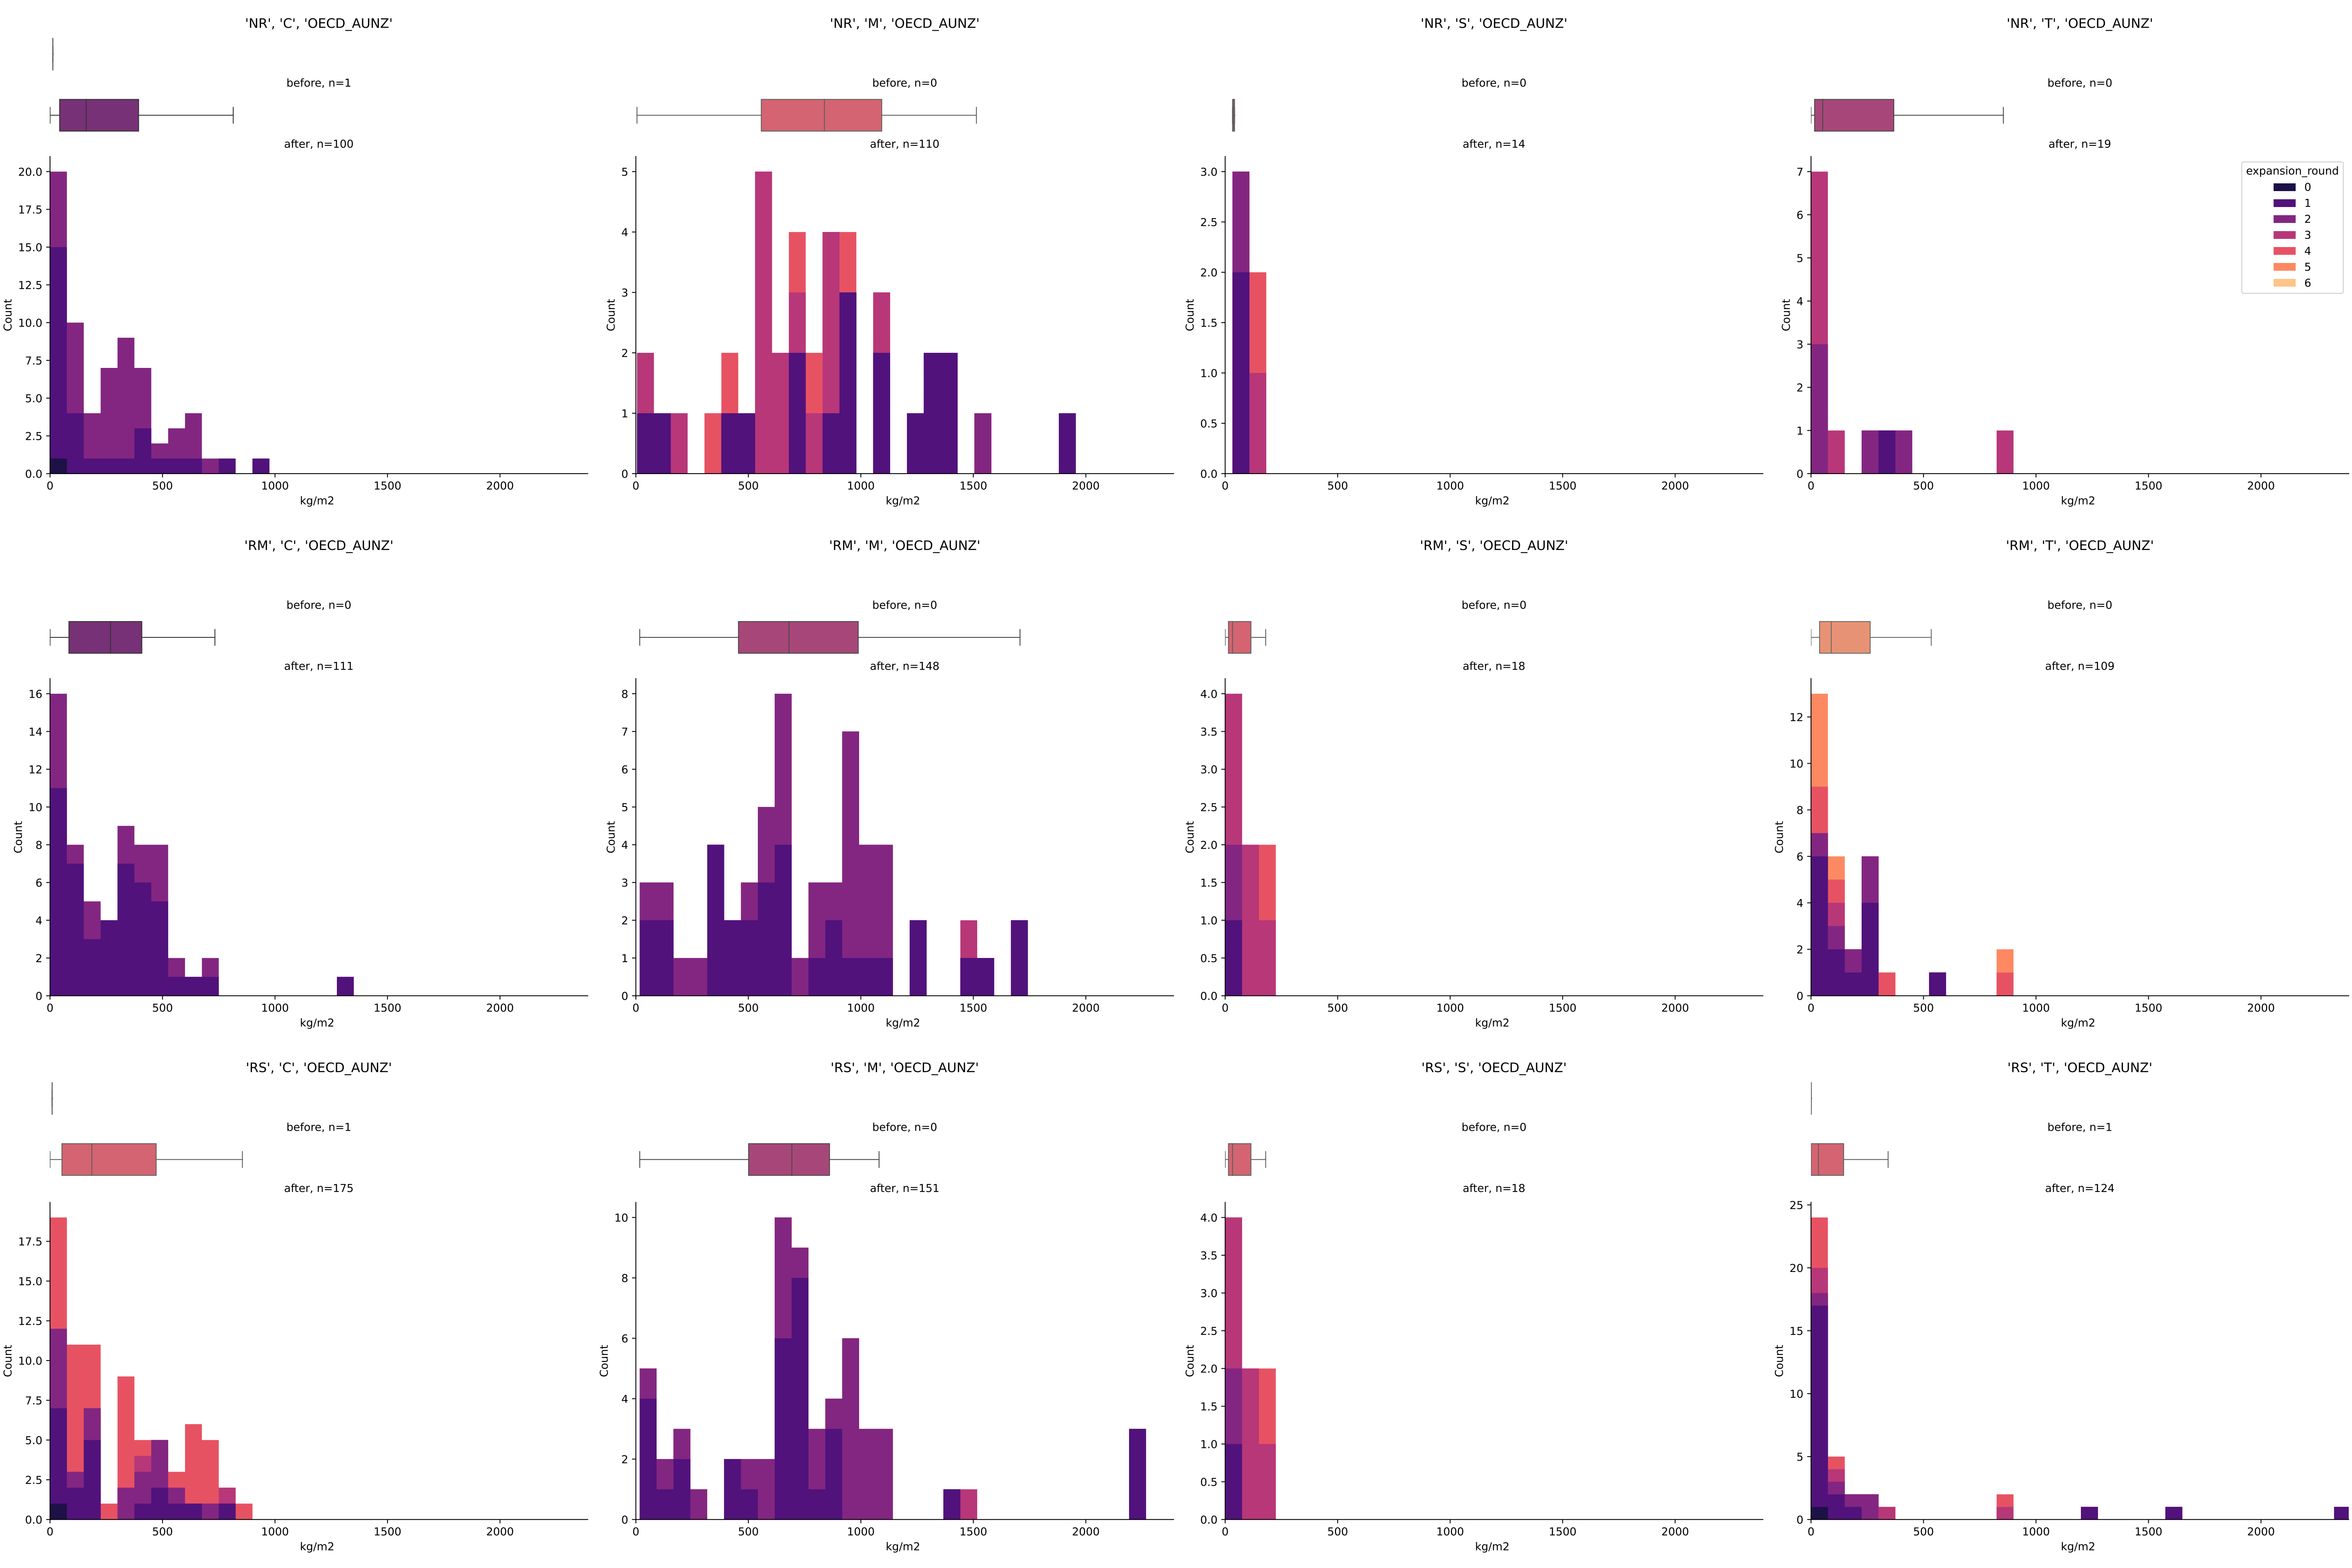 'NR', 'C', 'OECD_AUNZ'
before, n=1
after, n=100
20.0
17.5
15.0
12.5
10.0
7.5
5.0
2.5
0.0
Count
0 500 1000 1500 2000
kg/m2
'NR', 'M', 'OECD_AUNZ'
before, n=0
after, n=110
5
4
3
2
1
0
Count
0 500 1000 1500 2000
kg/m2
'NR', 'S', 'OECD_AUNZ'
before, n=0
after, n=14
3.0
2.5
2.0
1.5
1.0
0.5
0.0
Count
0 500 1000 1500 2000
kg/m2
'NR', 'T', 'OECD_AUNZ'
before, n=0
after, n=19
7
6
5
4
3
2
1
0
Count
0 500 1000 1500 2000
kg/m2
expansion_round
0
1
2
3
4
5
6
'RM', 'C', 'OECD_AUNZ'
before, n=0
after, n=111
16
14
12
10
8
6
4
2
0
Count
0 500 1000 1500 2000
kg/m2
'RM', 'M', 'OECD_AUNZ'
before, n=0
after, n=148
8
7
6
5
4
3
2
1
0
Count
0 500 1000 1500 2000
kg/m2
'RM', 'S', 'OECD_AUNZ'
before, n=0
after, n=18
4.0
3.5
3.0
2.5
2.0
1.5
1.0
0.5
0.0
Count
0 500 1000 1500 2000
kg/m2
'RM', 'T', 'OECD_AUNZ'
before, n=0
after, n=109
12
10
8
6
4
2
0
Count
0 500 1000 1500 2000
kg/m2
'RS', 'C', 'OECD_AUNZ'
before, n=1
after, n=175
17.5
15.0
12.5
10.0
7.5
5.0
2.5
0.0
Count
0 500 1000 1500 2000
kg/m2
'RS', 'M', 'OECD_AUNZ'
before, n=0
after, n=151
10
8
6
4
2
0
Count
0 500 1000 1500 2000
kg/m2
'RS', 'S', 'OECD_AUNZ'
before, n=0
after, n=18
4.0
3.5
3.0
2.5
2.0
1.5
1.0
0.5
0.0
Count
0 500 1000 1500 2000
kg/m2
'RS', 'T', 'OECD_AUNZ'
before, n=1
after, n=124
25
20
15
10
5
0
Count
0 500 1000 1500 2000
kg/m2